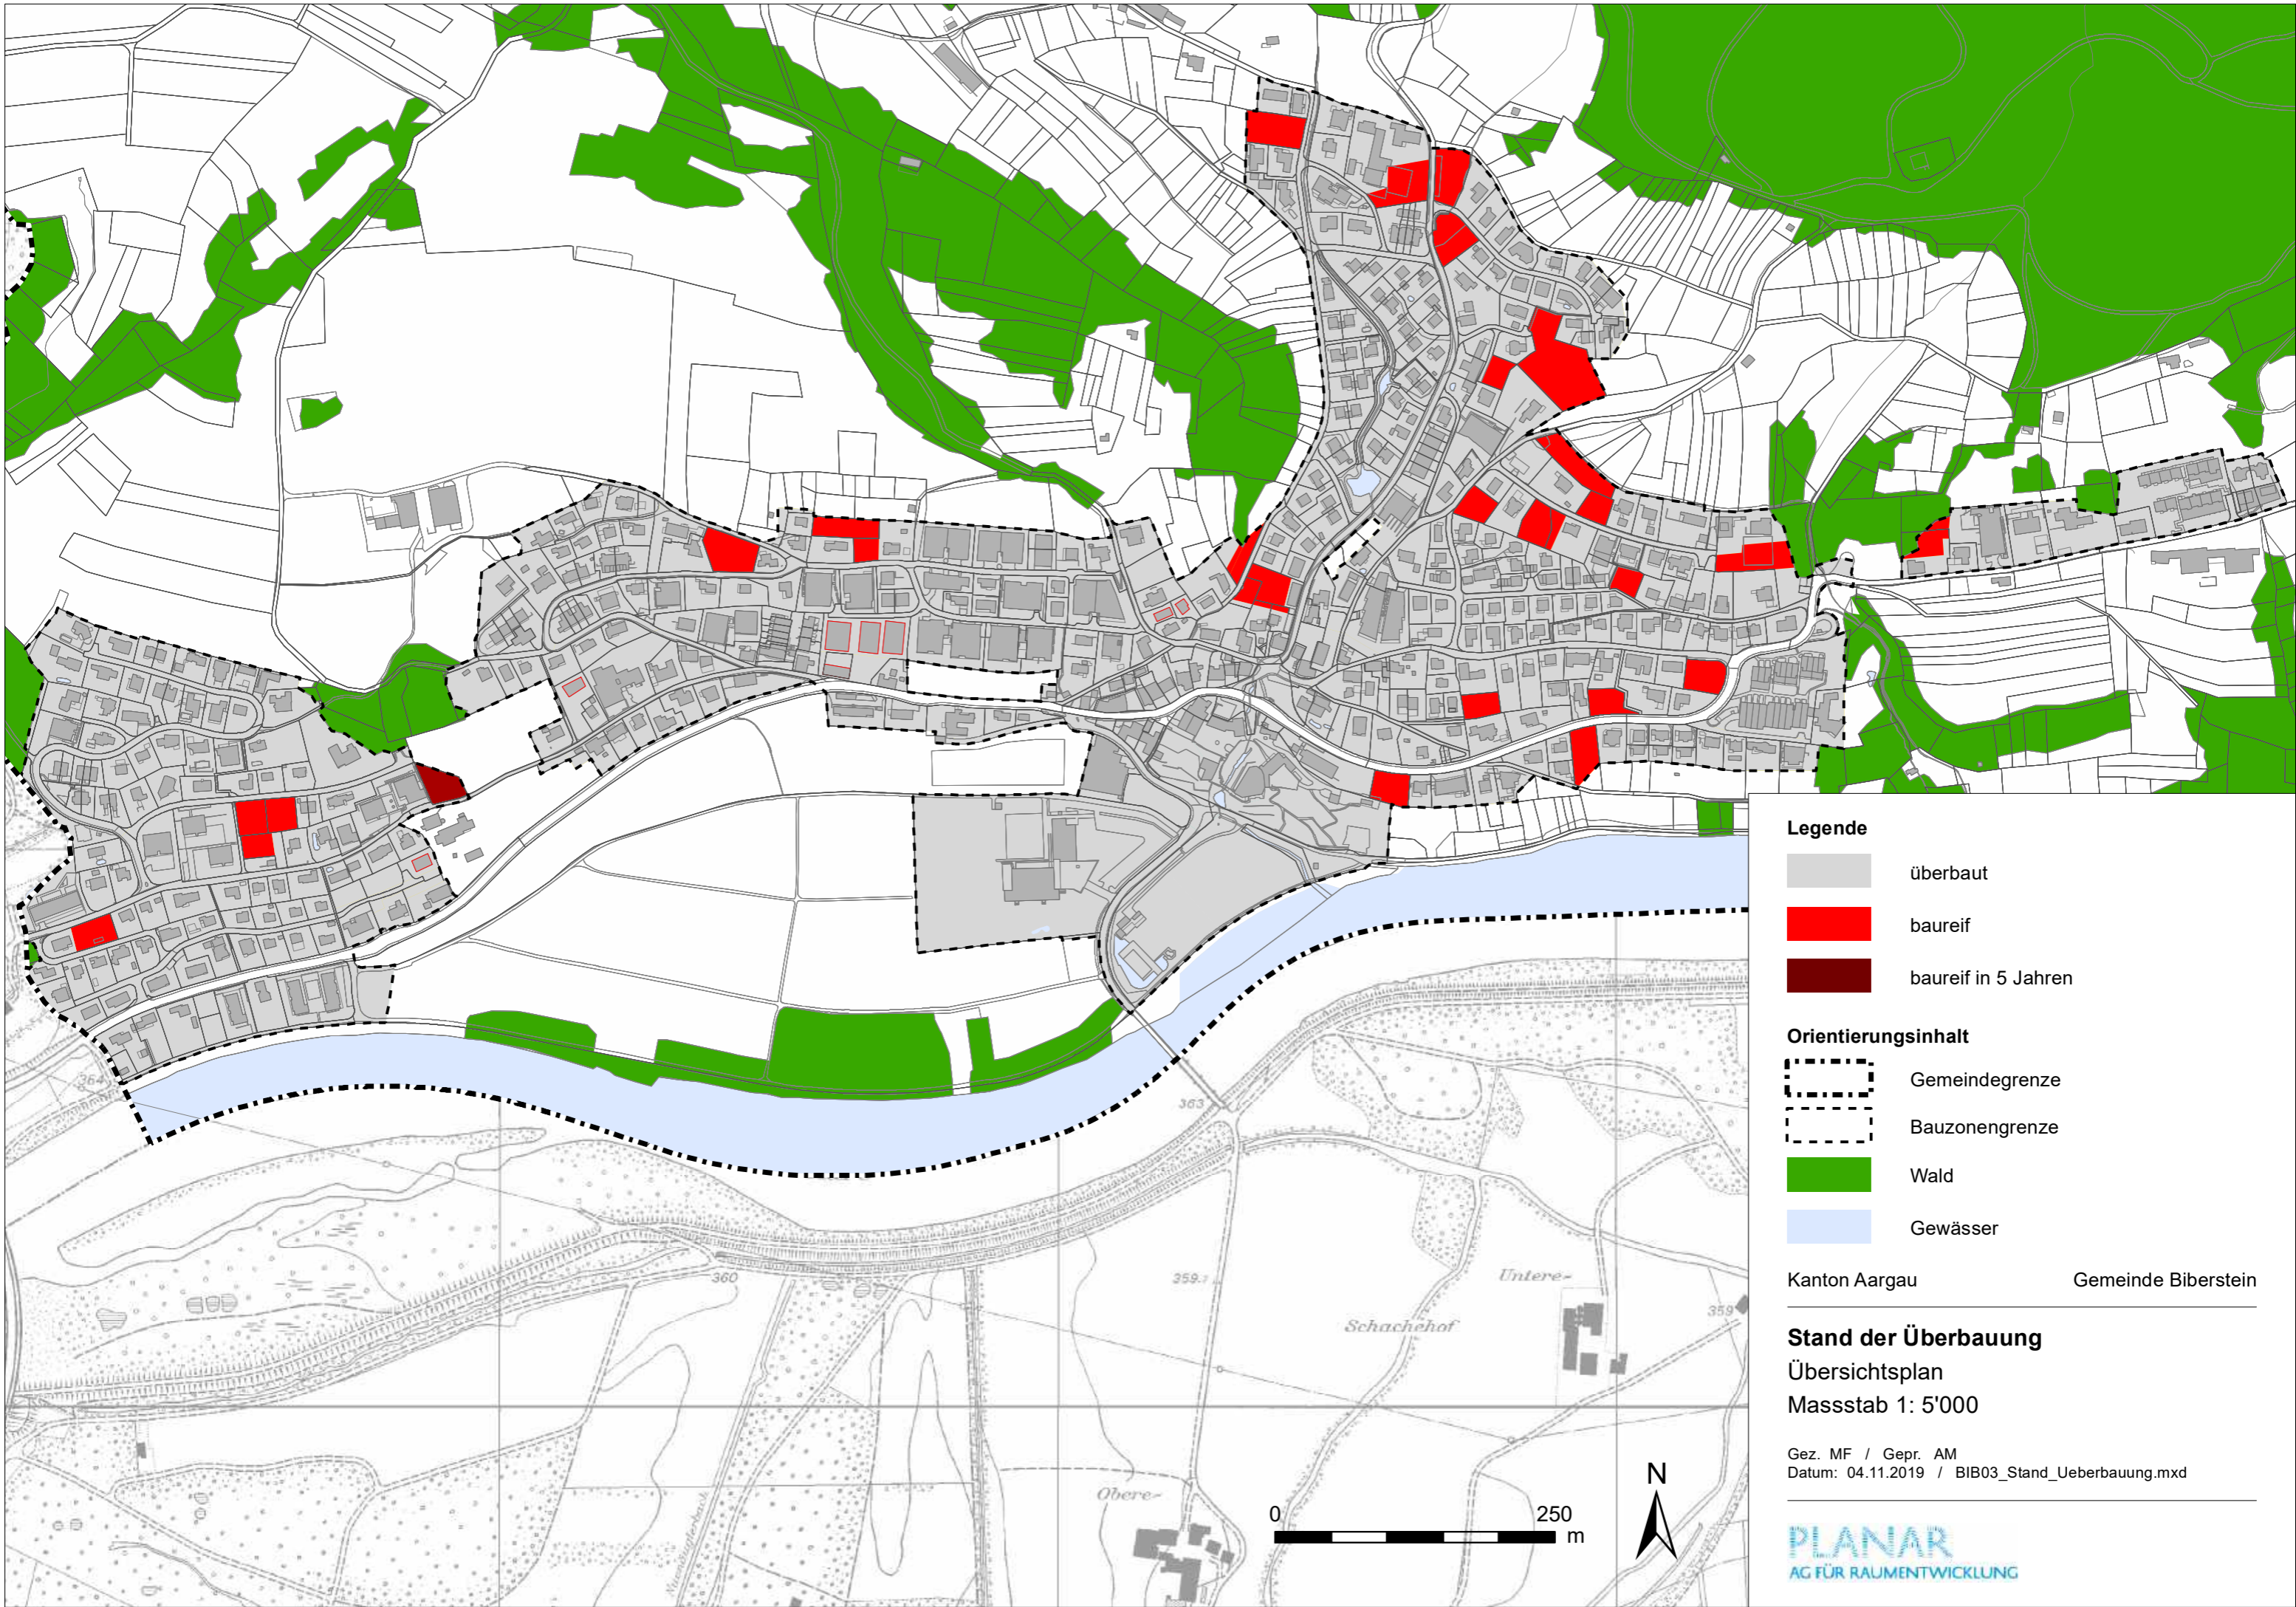 Legende
überbaut
baureif
baureif in 5 Jahren
Orientierungsinhalt
Gemeindegrenze
Bauzonengrenze
Wald
Gewässer
Kanton Aargau Gemeinde Biberstein
Stand der Überbauung
Übersichtsplan
Massstab 1: 5'000
Gez. MF / Gepr. AM
Datum: 04.11.2019 / BIB03_Stand_Ueberbauung.mxd
PLANAR
AG FÜR RAUMENTWICKLUNG
364
363
360
359.
Untere-
Schachehof
359
Obere-
N
0 250
m